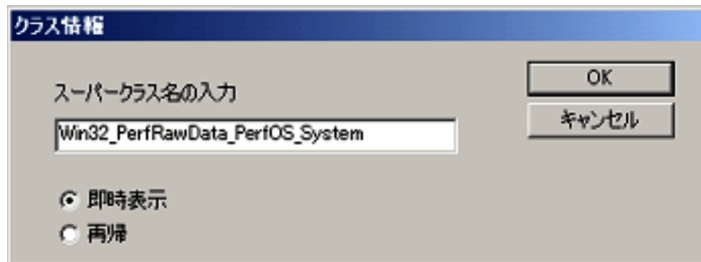 クラス情報
スーパークラス名の入力
OK
Win32_PerfRawData_PerfOS_System
キャンセル
即時表示
再帰